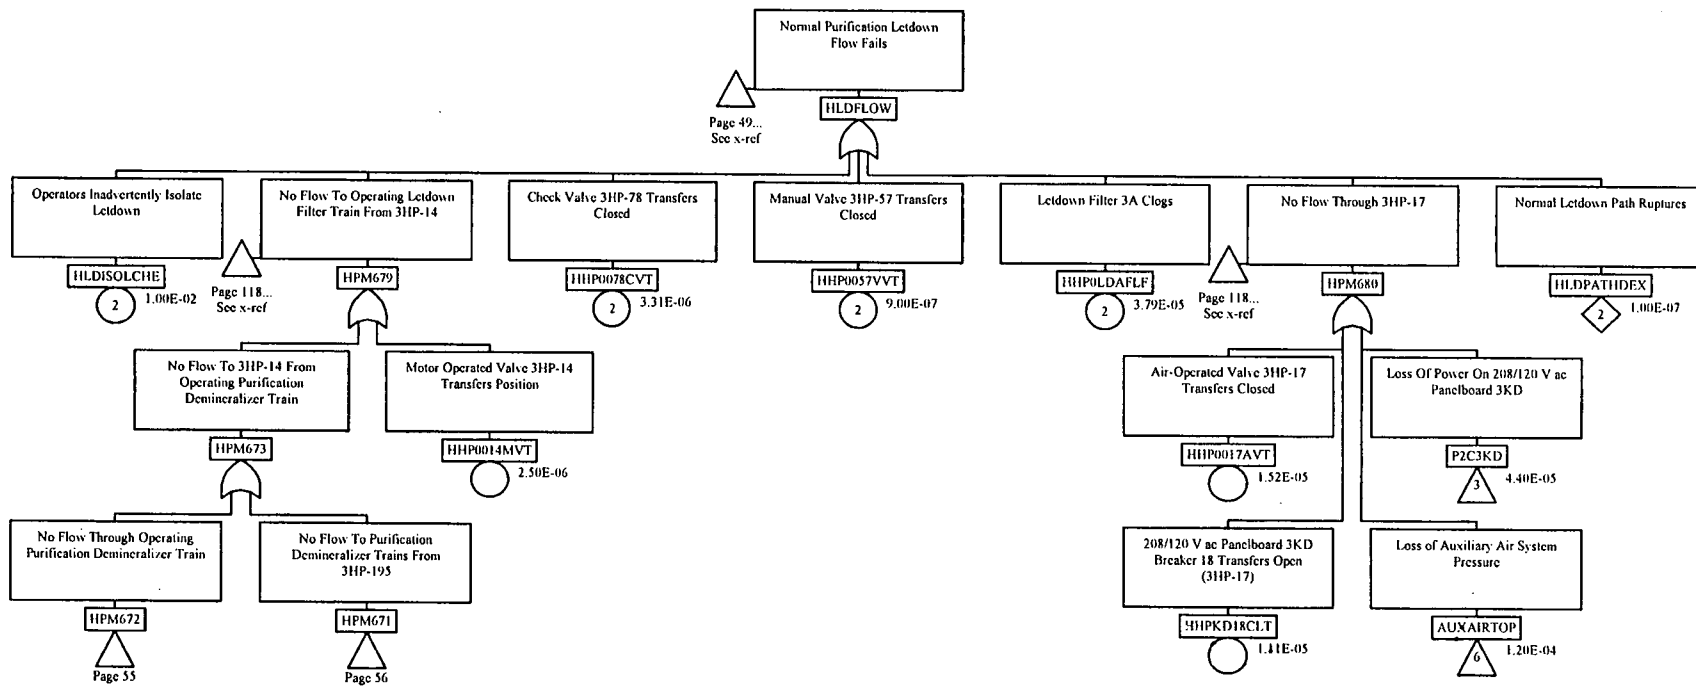 Normal Purification Letdown
Flow Fails
HLDFLOW
Page 49...
See x-ref
Operators Inadvertently Isolate
Letdown
HLDISOLCHE
2
1.00E-02
No Flow To Operating Letdown
Filter Train From 3HP-14
HPM679
Page 118...
See x-ref
Check Valve 3HP-78 Transfers
Closed
HHP0078CVT
2
3.31E-06
Manual Valve 3HP-57 Transfers
Closed
HHP0057VVT
2
9.00E-07
Letdown Filter 3A Clogs
HHP0LDAFLF
2
3.79E-05
No Flow Through 3HP-17
HPM680
Page 118...
See x-ref
Normal Letdown Path Ruptures
HLDPATHDEX
2
1.00E-07
No Flow To 3HP-14 From
Operating Purification
Demineralizer Train
HPM673
Motor Operated Valve 3HP-14
Transfers Position
HHP0014MVT
2.50E-06
Air-Operated Valve 3HP-17
Transfers Closed
HHP0017AVT
1.52E-05
Loss Of Power On 208/120 V ac
Panelboard 3KD
P2C3KD
3
4.40E-05
No Flow Through Operating
Purification Demineralizer Train
HPM672
Page 55
No Flow To Purification
Demineralizer Trains From
3HP-195
HPM671
Page 56
208/120 V ac Panelboard 3KD
Breaker 18 Transfers Open
(3HP-17)
HHPKD18CLT
1.11E-05
Loss of Auxiliary Air System
Pressure
AUXAIRTOP
6
1.20E-04